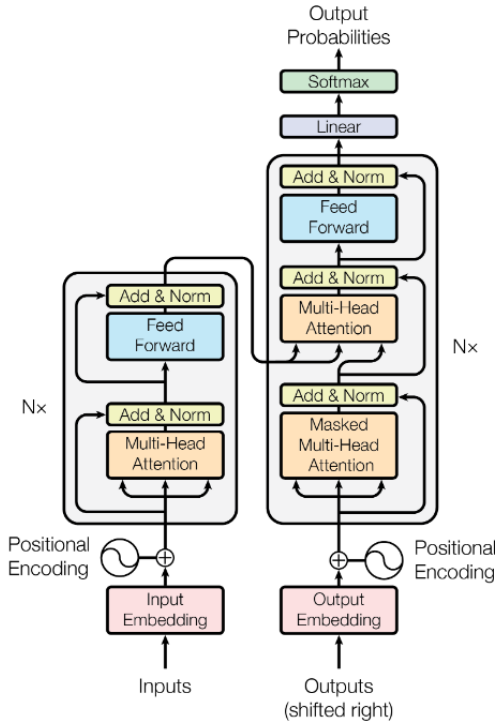 Output
Probabilities
Softmax
Linear
Add & Norm
Feed
Forward
Add & Norm
Multi-Head
Attention
Add & Norm
Masked
Multi-Head
Attention
N×
Add & Norm
Feed
Forward
Add & Norm
Multi-Head
Attention
N×
Positional
Encoding
Input
Embedding
Inputs
Positional
Encoding
Output
Embedding
Outputs
(shifted right)